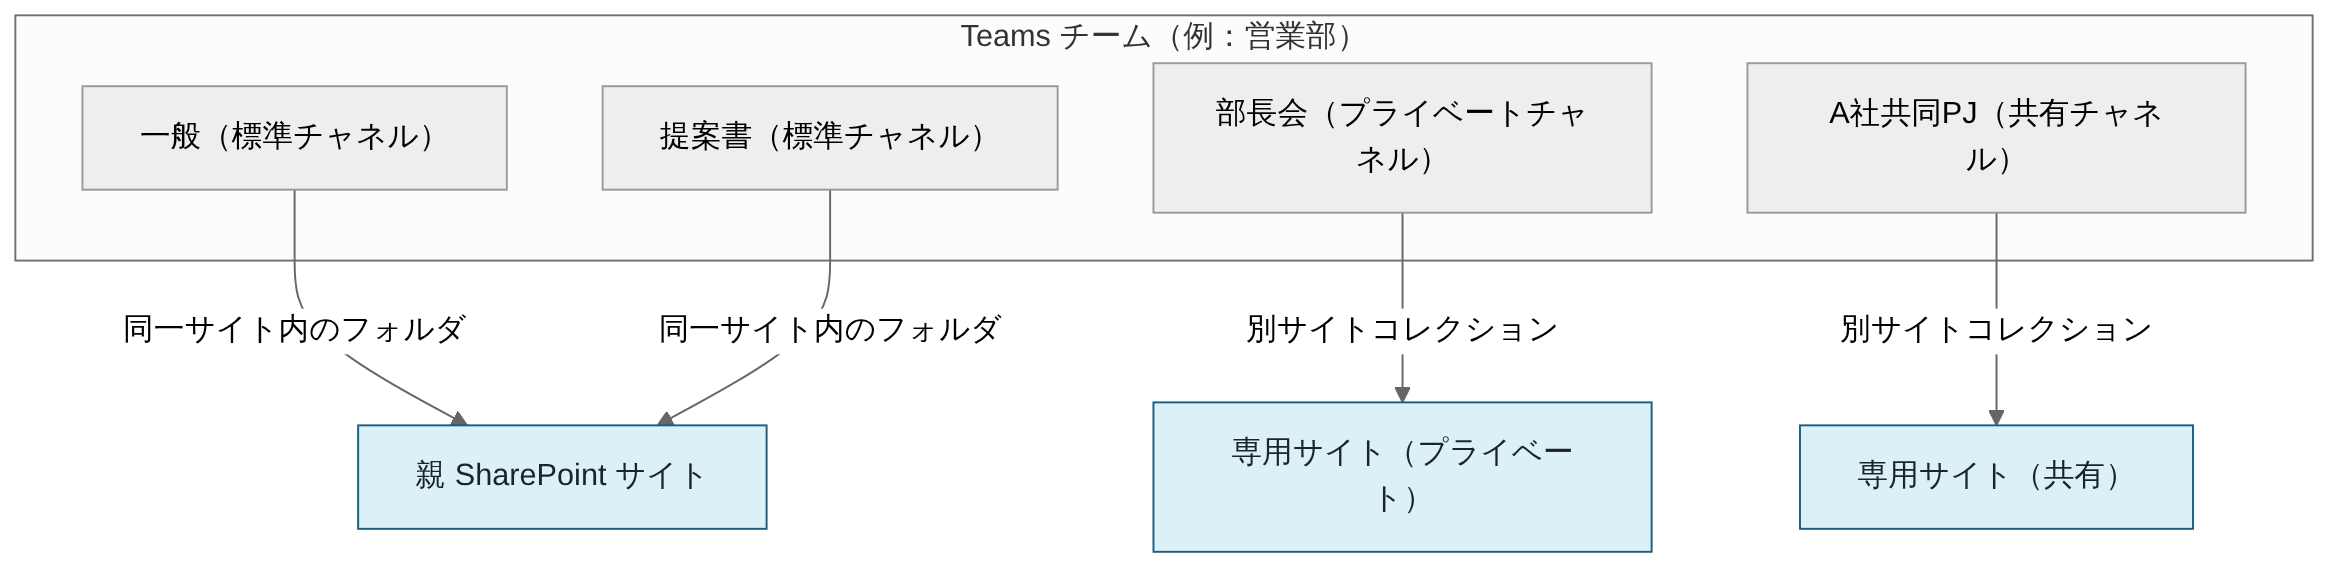 Teams チーム（例：営業部）
一般（標準チャネル）
提案書（標準チャネル）
部長会（プライベートチャ
ネル）
A社共同PJ（共有チャネ
ル）
同一サイト内のフォルダ
同一サイト内のフォルダ
別サイトコレクション
別サイトコレクション
親 SharePoint サイト
専用サイト（プライベー
ト）
専用サイト（共有）